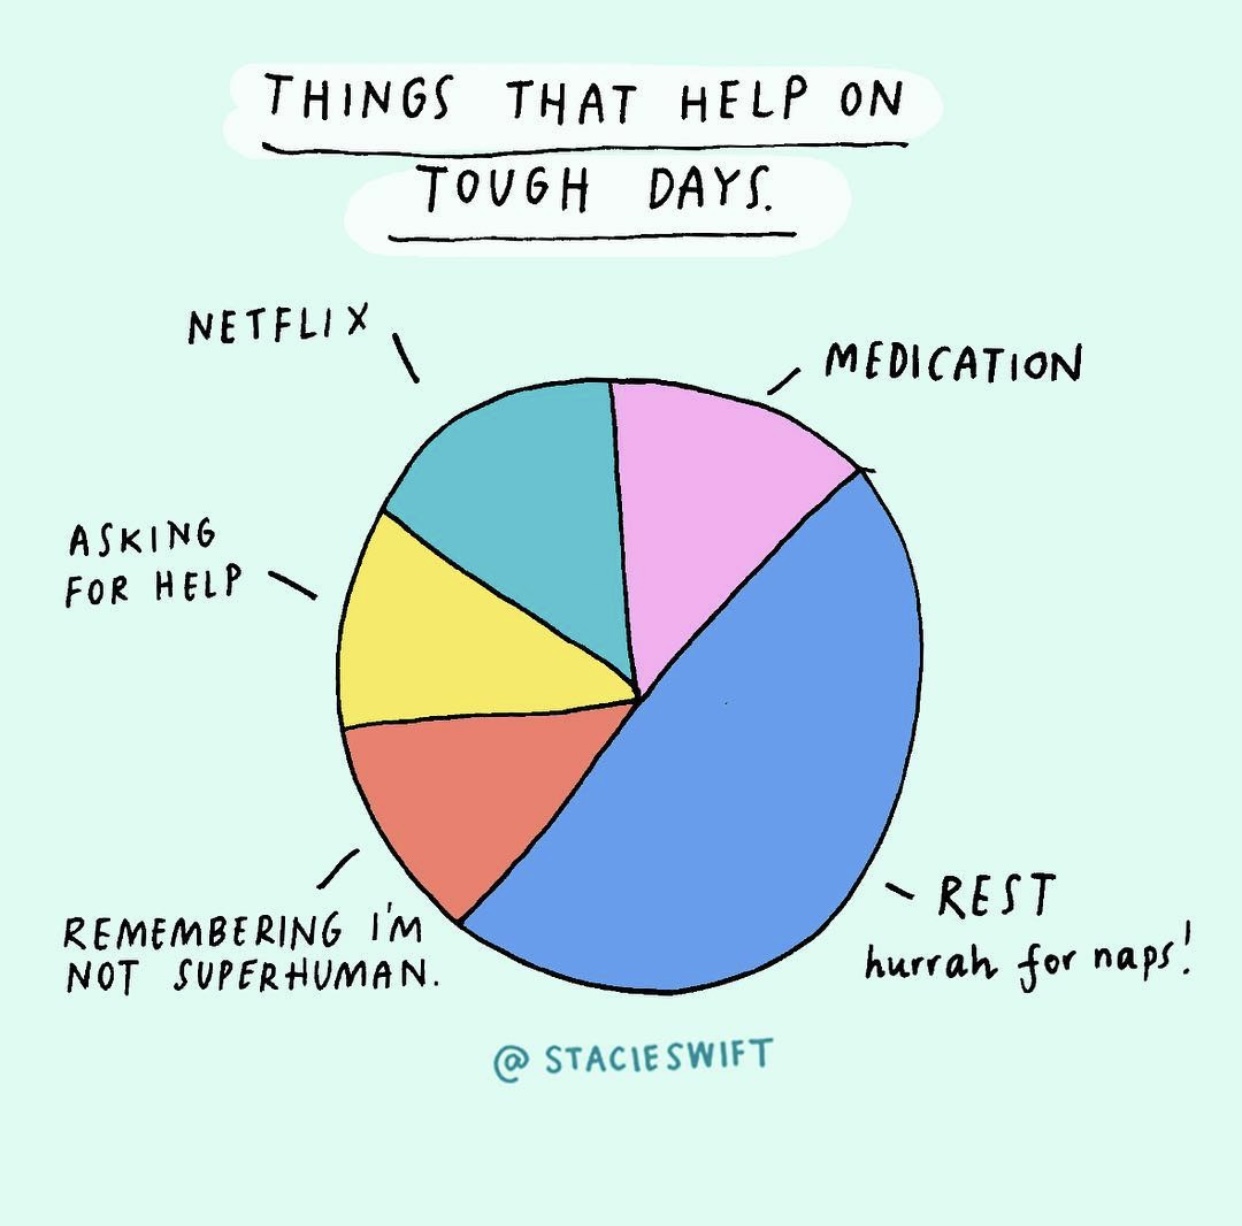 THINGS THAT HELP ON
TOUGH DAYS.
NETFLIX
MEDICATION
ASKING
FOR HELP
REMEMBERING I'M
NOT SUPERHUMAN.
REST
hurrah for naps!
@STACIESWIFT